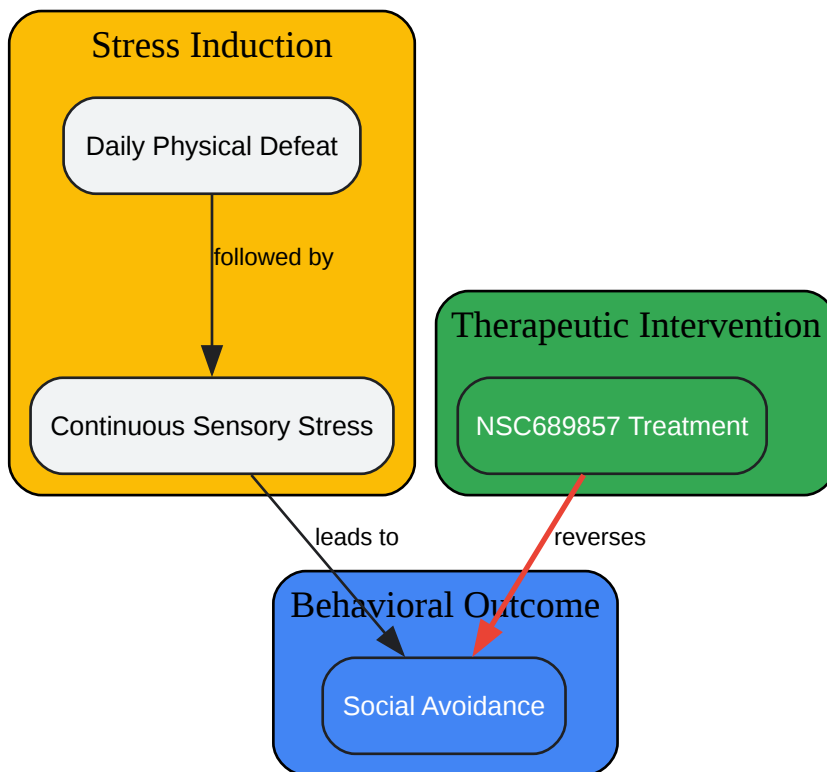 Stress Induction
Daily Physical Defeat
followed by
Continuous Sensory Stress
Therapeutic Intervention
NSC689857 Treatment
leads to
reverses
Behavioral Outcome
Social Avoidance